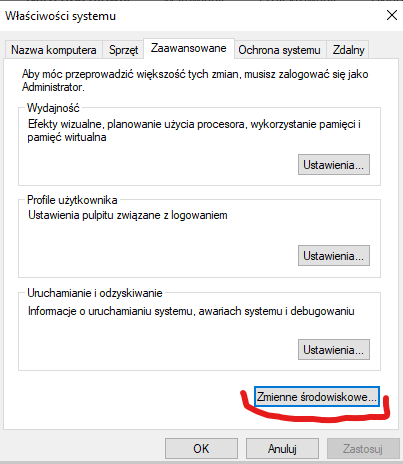 Właściwości systemu
Nazwa komputera Sprzęt Zaawansowane Ochrona systemu Zdalny
Aby móc przeprowadzić większość tych zmian, musisz zalogować się jako
Administrator.
Wydajność
Efekty wizualne, planowanie użycia procesora, wykorzystanie pamięci i
pamięć wirtualna
Ustawienia...
Profile użytkownika
Ustawienia pulpitu związane z logowaniem
Ustawienia...
Uruchamianie i odzyskiwanie
Informacje o uruchamianiu systemu, awariach systemu i debugowaniu
Ustawienia...
Zmienne środowiskowe...
OK Anuluj Zastosuj